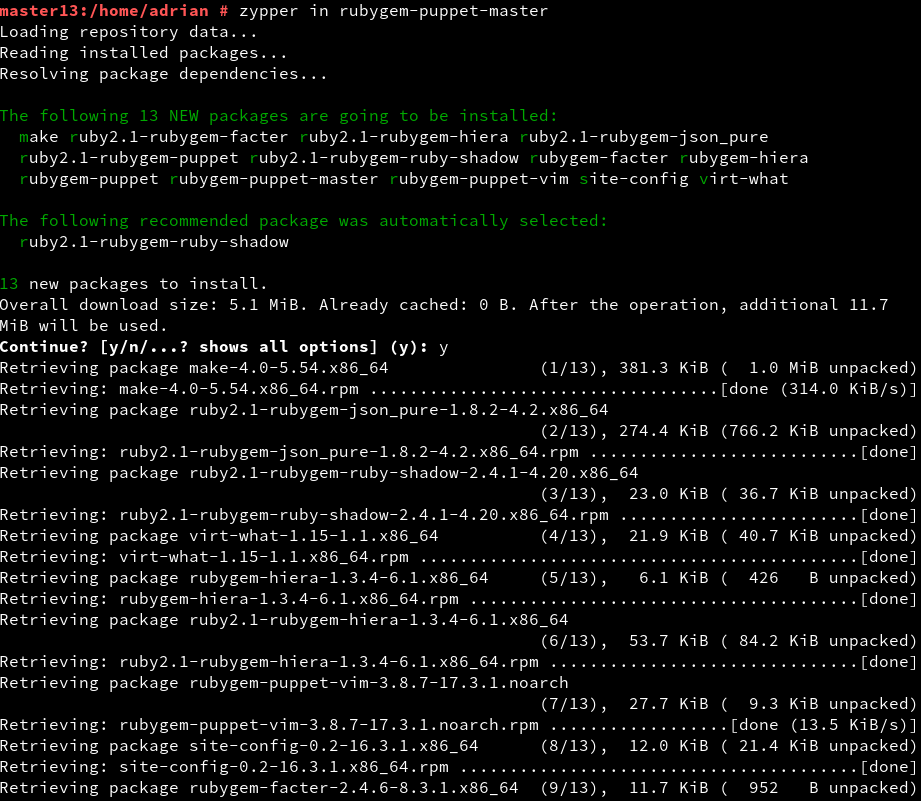 master13:/home/adrian # zypper in rubygem-puppet-master
Loading repository data...
Reading installed packages...
Resolving package dependencies...
The following 13 NEW packages are going to be installed:
make ruby2.1-rubygem-facter ruby2.1-rubygem-hiera ruby2.1-rubygem-json_pure
ruby2.1-rubygem-puppet ruby2.1-rubygem-ruby-shadow rubygem-facter rubygem-hiera
rubygem-puppet rubygem-puppet-master rubygem-puppet-vim site-config virt-what
The following recommended package was automatically selected:
ruby2.1-rubygem-ruby-shadow
13 new packages to install.
Overall download size: 5.1 MiB. Already cached: 0 B. After the operation, additional 11.7
MiB will be used.
Continue? [y/n/...? shows all options] (y): y
Retrieving package make-4.0-5.54.x86_64 (1/13), 381.3 KiB (  1.0 MiB unpacked)
Retrieving: make-4.0-5.54.x86_64.rpm ...................................[done (314.0 KiB/s)]
Retrieving package ruby2.1-rubygem-json_pure-1.8.2-4.2.x86_64
(2/13), 274.4 KiB (766.2 KiB unpacked)
Retrieving: ruby2.1-rubygem-json_pure-1.8.2-4.2.x86_64.rpm ...........................[done]
Retrieving package ruby2.1-rubygem-ruby-shadow-2.4.1-4.20.x86_64
(3/13),  23.0 KiB ( 36.7 KiB unpacked)
Retrieving: ruby2.1-rubygem-ruby-shadow-2.4.1-4.20.x86_64.rpm ........................[done]
Retrieving package virt-what-1.15-1.1.x86_64 (4/13),  21.9 KiB ( 40.7 KiB unpacked)
Retrieving: virt-what-1.15-1.1.x86_64.rpm ............................................[done]
Retrieving package rubygem-hiera-1.3.4-6.1.x86_64 (5/13),   6.1 KiB (  426   B unpacked)
Retrieving: rubygem-hiera-1.3.4-6.1.x86_64.rpm .......................................[done]
Retrieving package ruby2.1-rubygem-hiera-1.3.4-6.1.x86_64
(6/13),  53.7 KiB ( 84.2 KiB unpacked)
Retrieving: ruby2.1-rubygem-hiera-1.3.4-6.1.x86_64.rpm ...............................[done]
Retrieving package rubygem-puppet-vim-3.8.7-17.3.1.noarch
(7/13),  27.7 KiB (  9.3 KiB unpacked)
Retrieving: rubygem-puppet-vim-3.8.7-17.3.1.noarch.rpm ..................[done (13.5 KiB/s)]
Retrieving package site-config-0.2-16.3.1.x86_64 (8/13),  12.0 KiB ( 21.4 KiB unpacked)
Retrieving: site-config-0.2-16.3.1.x86_64.rpm ........................................[done]
Retrieving package rubygem-facter-2.4.6-8.3.1.x86_64 (9/13),  11.7 KiB (  952   B unpacked)